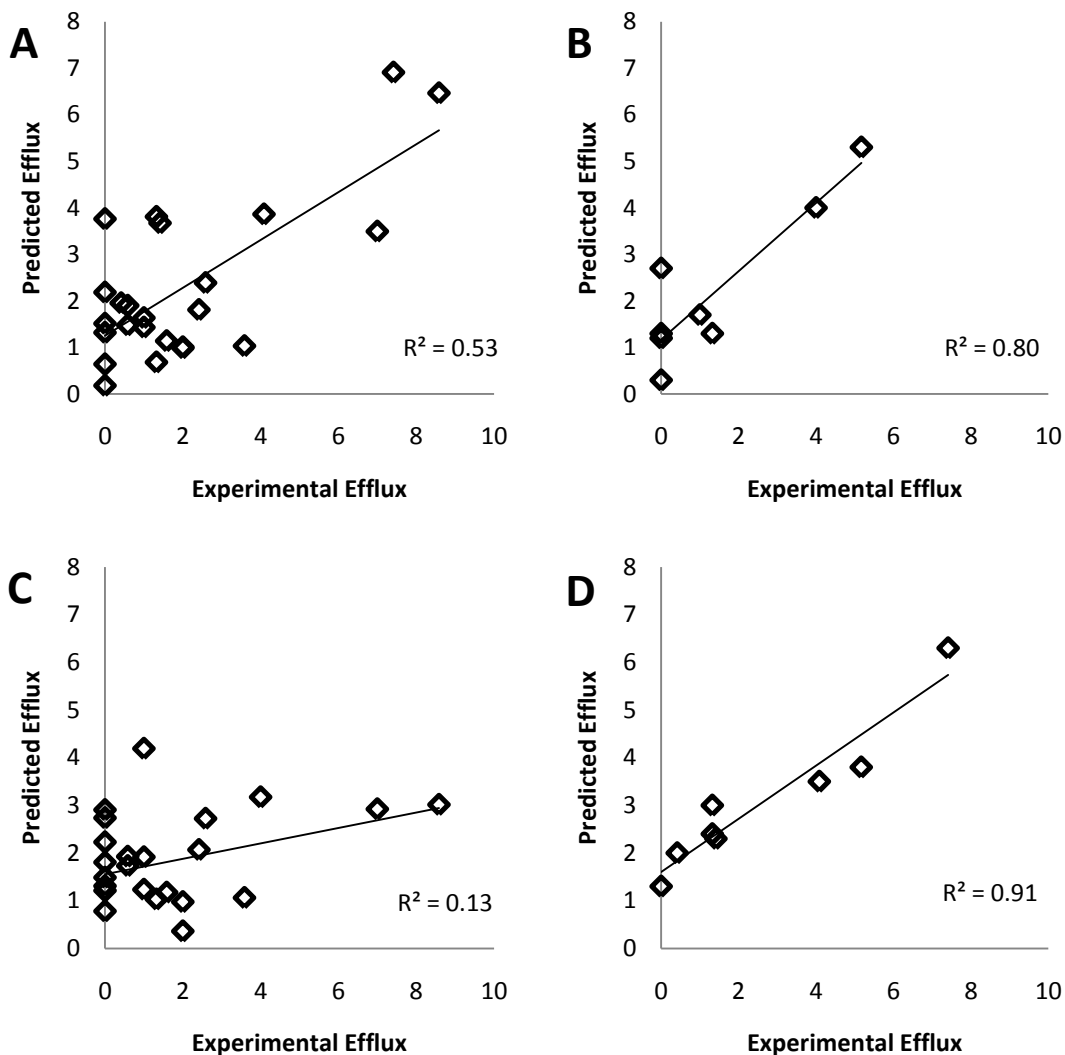 A
Predicted Efflux
8
7
6
5
4
3
2
1
0
R² = 0.53
0 2 4 6 8 10
Experimental Efflux
B
Predicted Efflux
8
7
6
5
4
3
2
1
0
R² = 0.80
0 2 4 6 8 10
Experimental Efflux
C
Predicted Efflux
8
7
6
5
4
3
2
1
0
R² = 0.13
0 2 4 6 8 10
Experimental Efflux
D
Predicted Efflux
8
7
6
5
4
3
2
1
0
R² = 0.91
0 2 4 6 8 10
Experimental Efflux